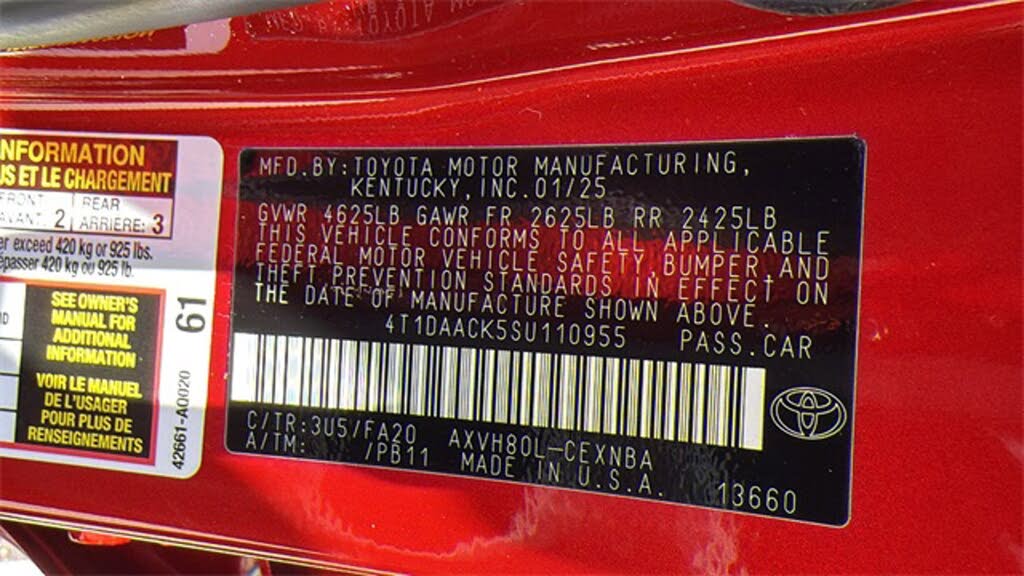 NFORMATION
US ET LE CHARGEMENT
FRONT REAR
AVANT: 2 ARRIERE: 3
er exceed 420 kg or 925 lbs.
épasser 420 kg ou 925 lb.
SEE OWNER'S
MANUAL FOR
ADDITIONAL
INFORMATION
VOIR LE MANUEL
DE L'USAGER
POUR PLUS DE
RENSEIGNEMENTS
61
42661-A0020
MFD.BY:TOYOTA MOTOR MANUFACTURING,
KENTUCKY,INC.01/25
GVWR 4625LB GAWR FR 2625LB RR 2425LB
THIS VEHICLE CONFORMS TO ALL APPLICABLE
FEDERAL MOTOR VEHICLE SAFETY,BUMPER,AND
THEFT PREVENTION STANDARDS IN EFFECT ON
THE DATE OF MANUFACTURE SHOWN ABOVE.
4T1DAACK5SU110955 PASS.CAR
C/TR:3U5/FA20 AXVH80L-CEXNBA
A/TM: /PB11 MADE IN U.S.A. 13660